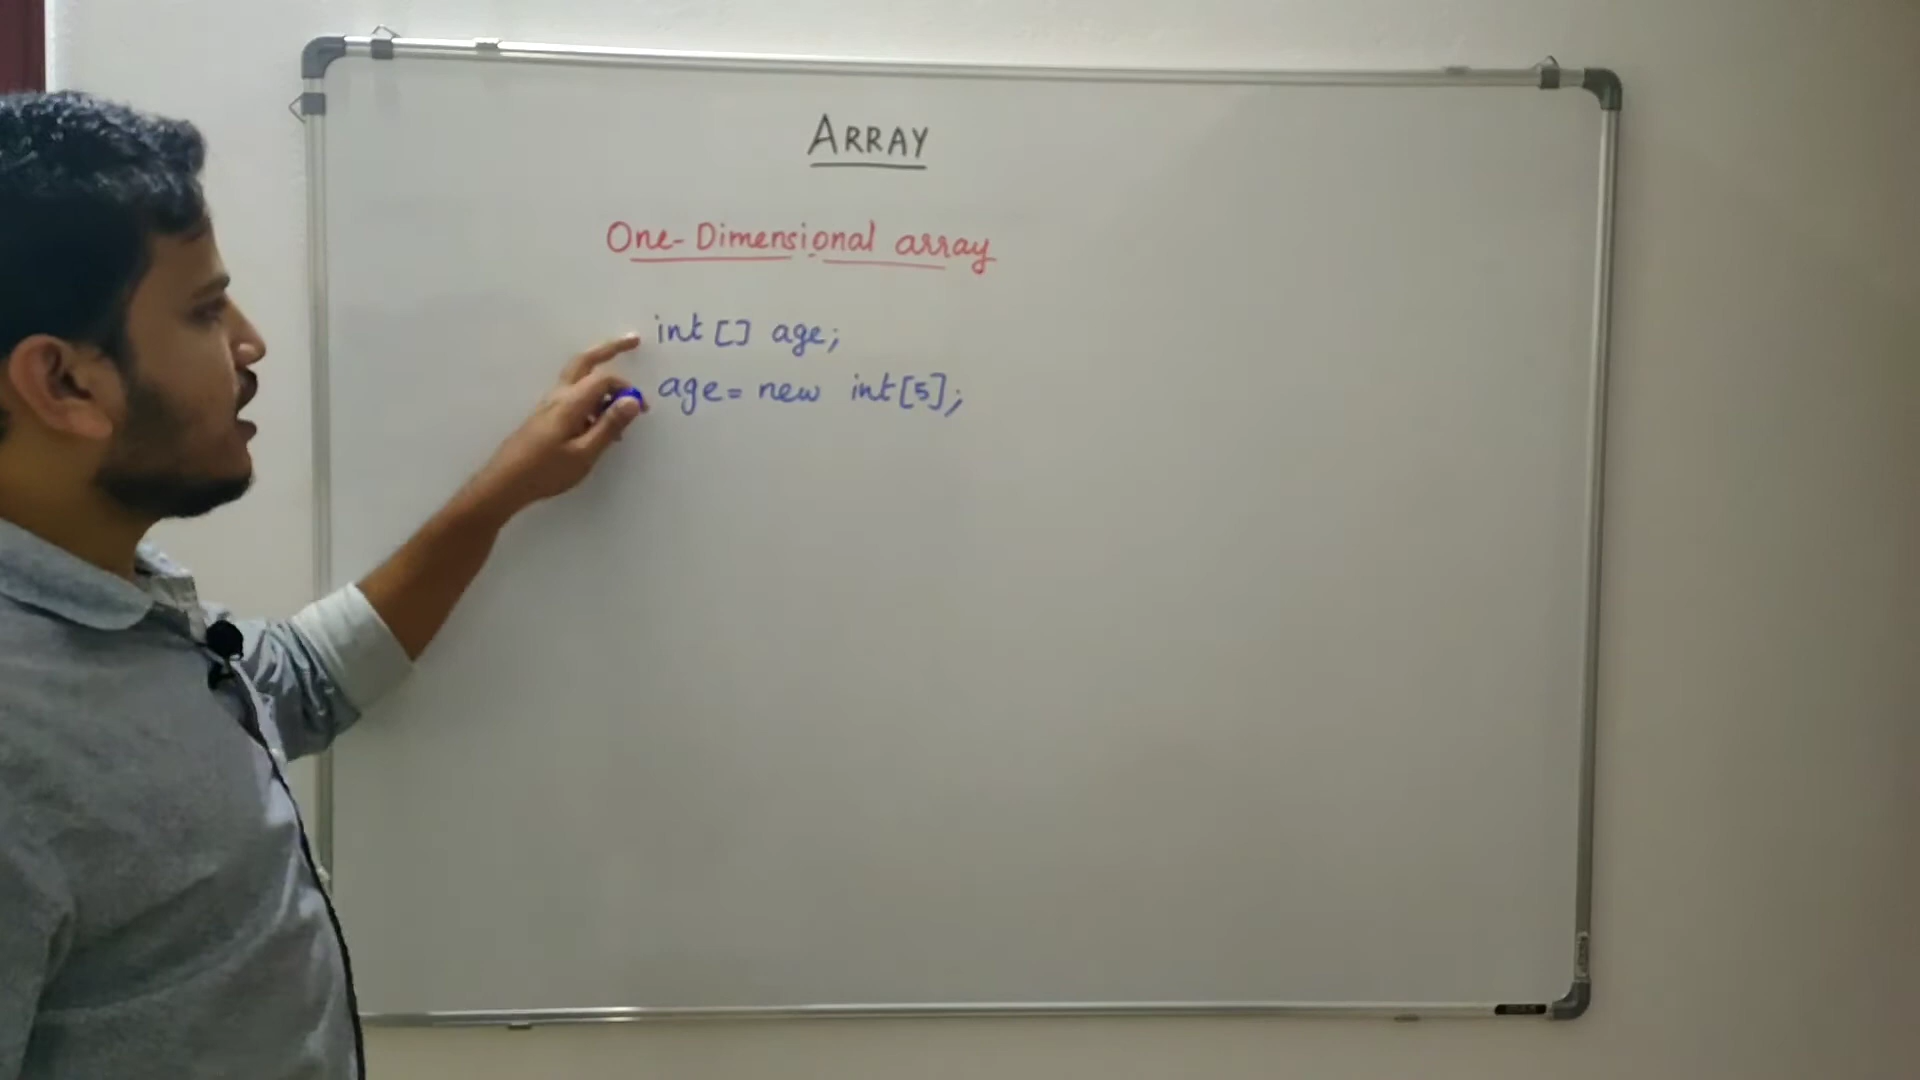 ARRAY
One-Dimensional array
int [] age;
age = new int[5];